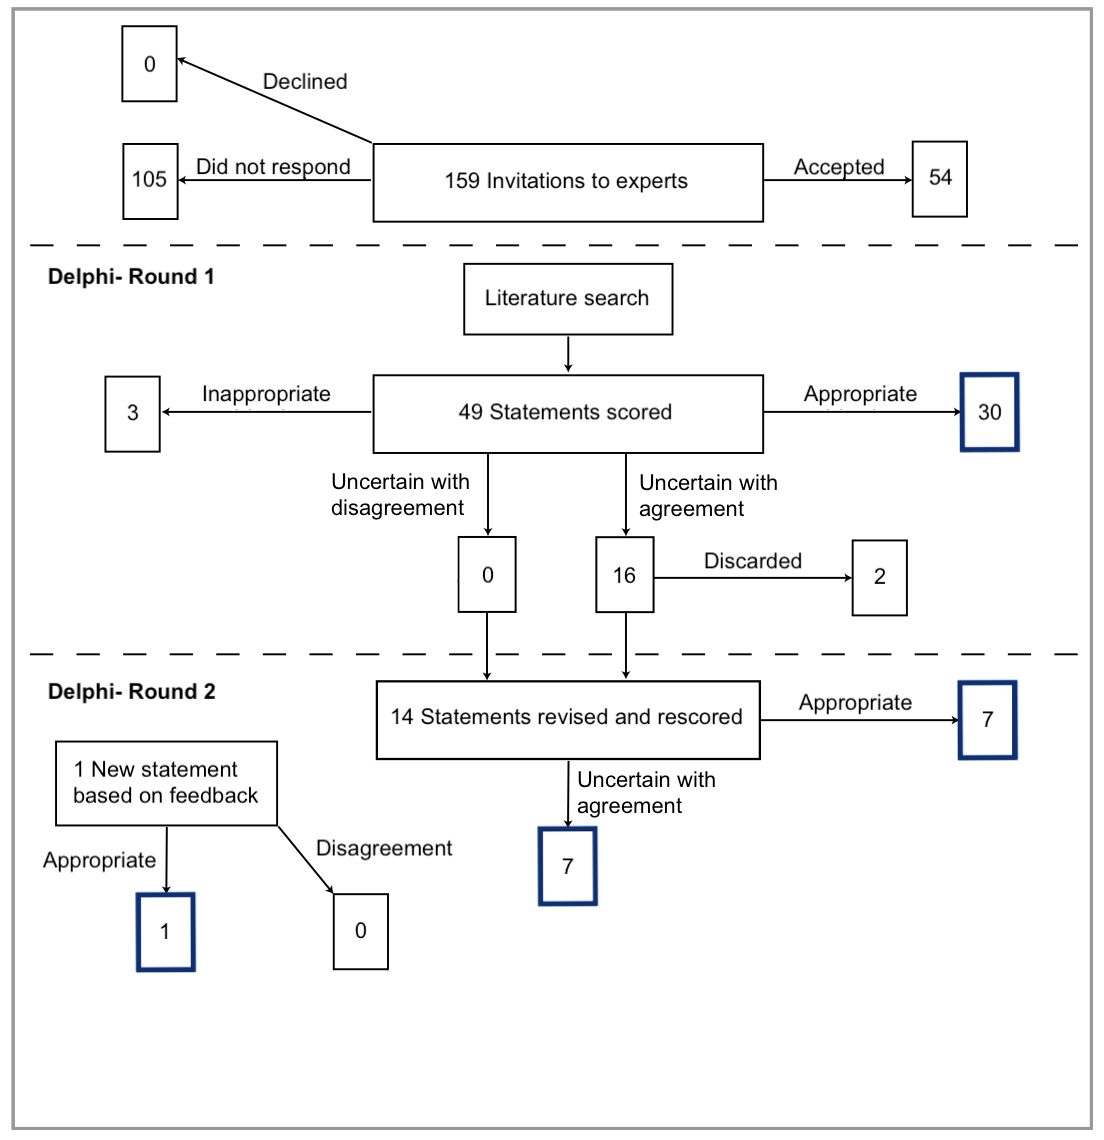 0
Declined
105
Did not respond
159 Invitations to experts
Accepted
54
Delphi- Round 1
Literature search
3
Inappropriate
49 Statements scored
Appropriate
30
Uncertain with
disagreement
Uncertain with
agreement
0
16
Discarded
2
Delphi- Round 2
14 Statements revised and rescored
Appropriate
7
1 New statement
based on feedback
Uncertain with
agreement
Appropriate
Disagreement
7
1
0